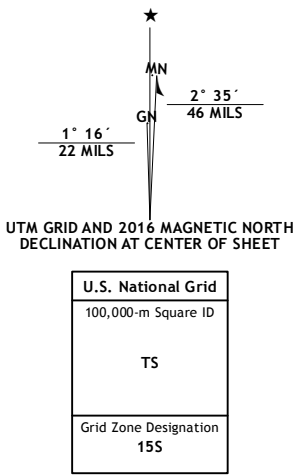 ★
MN
GN
2° 35´
46 MILS
1° 16´
22 MILS
UTM GRID AND 2016 MAGNETIC NORTH
DECLINATION AT CENTER OF SHEET
U.S. National Grid
100,000-m Square ID
TS
Grid Zone Designation
15S